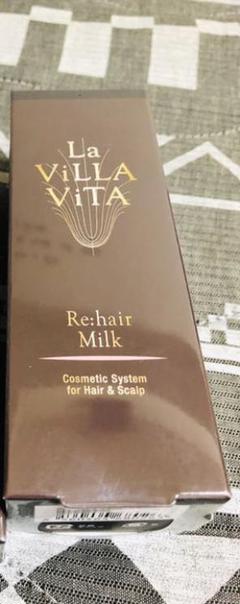 La
ViLLA
ViTA
Re:hair
Milk
Cosmetic System
for Hair & Scalp